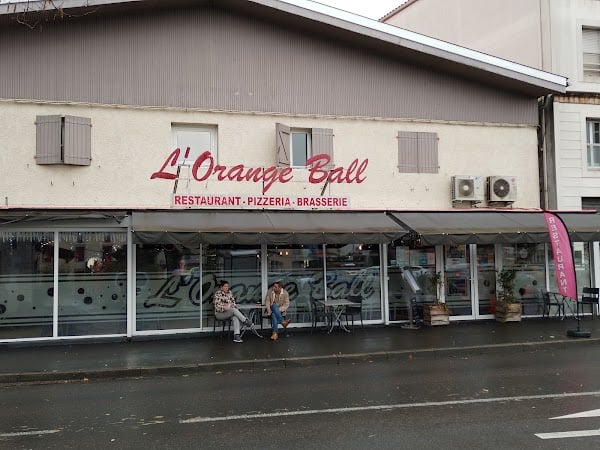 L'Orange Ball
RESTAURANT - PIZZERIA - BRASSERIE
L'Orange Ball
RESTAURANT